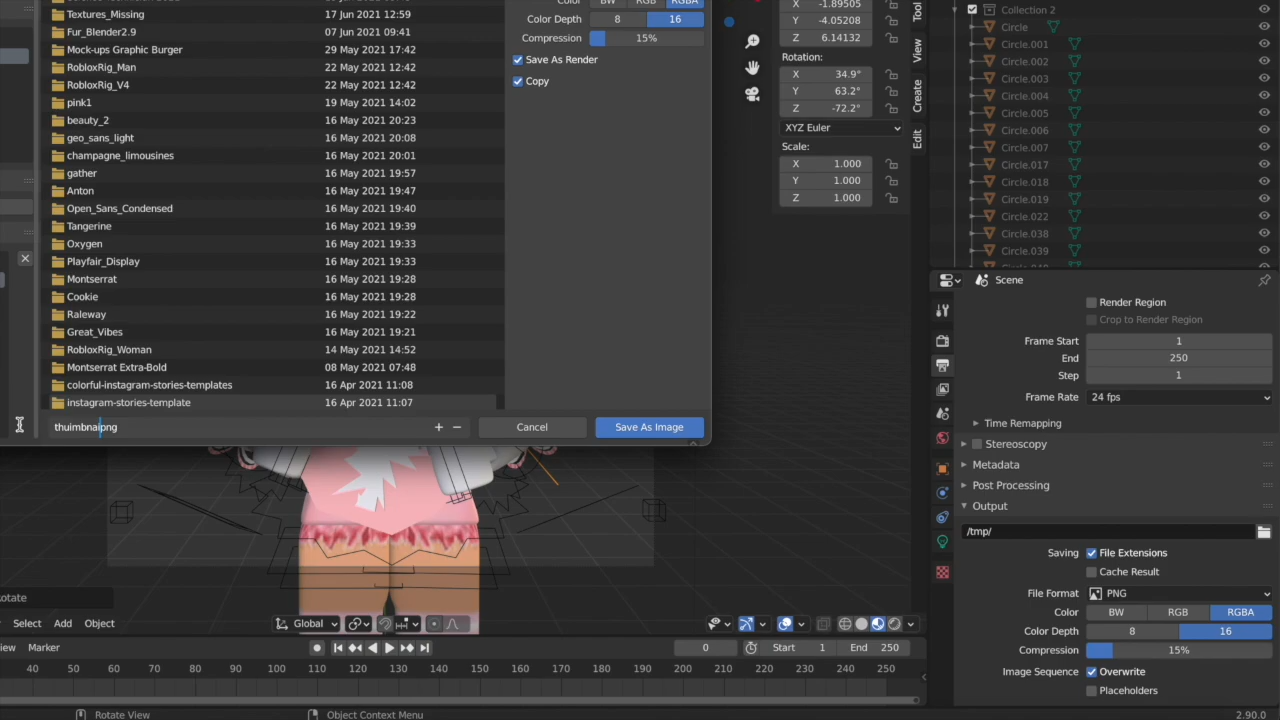 Textures_Missing 17 Jun 2021 12:59
Fur_Blender2.9 07 Jun 2021 09:41
Mock-ups Graphic Burger 29 May 2021 17:42
RobloxRig_Man 22 May 2021 12:42
RobloxRig_V4 22 May 2021 12:42
pink1 19 May 2021 14:02
beauty_2 16 May 2021 20:23
geo_sans_light 16 May 2021 20:08
champagne_limousines 16 May 2021 20:01
gather 16 May 2021 19:57
Anton 16 May 2021 19:47
Open_Sans_Condensed 16 May 2021 19:40
Tangerine 16 May 2021 19:39
Oxygen 16 May 2021 19:33
Playfair_Display 16 May 2021 19:33
Montserrat 16 May 2021 19:28
Cookie 16 May 2021 19:28
Raleway 16 May 2021 19:22
Great_Vibes 16 May 2021 19:21
RobloxRig_Woman 14 May 2021 14:52
Montserrat Extra-Bold 08 May 2021 07:48
colorful-instagram-stories-templates 16 Apr 2021 11:08
instagram-stories-template 16 Apr 2021 11:07
thuimbnaipng
Cancel
Save As Image
Color BW RGB RGBA
Color Depth 8 16
Compression 15%
Save As Render
Copy
X -1.89505
Y -4.05208
Z 6.14132
Rotation:
X 34.9°
Y 63.2°
Z -72.2°
XYZ Euler
Scale:
X 1.000
Y 1.000
Z 1.000
Tool
View
Create
Edit
Collection 2
Circle
Circle.001
Circle.002
Circle.003
Circle.004
Circle.005
Circle.006
Circle.007
Circle.017
Circle.018
Circle.019
Circle.022
Circle.038
Circle.039
Scene
Render Region
Crop to Render Region
Frame Start 1
End 250
Step 1
Frame Rate 24 fps
Time Remapping
Stereoscopy
Metadata
Post Processing
Output
/tmp/
Saving File Extensions
Cache Result
File Format PNG
Color BW RGB RGBA
Color Depth 8 16
Compression 15%
Image Sequence Overwrite
Placeholders
otate
Select Add Object
Global
iew Marker
0 Start 1 End 250
40 50 60 70 80 90 100 110 120 130 140 150 160 170 180 190 200 210 220 230 240 250
Rotate View
Object Context Menu
2.90.0